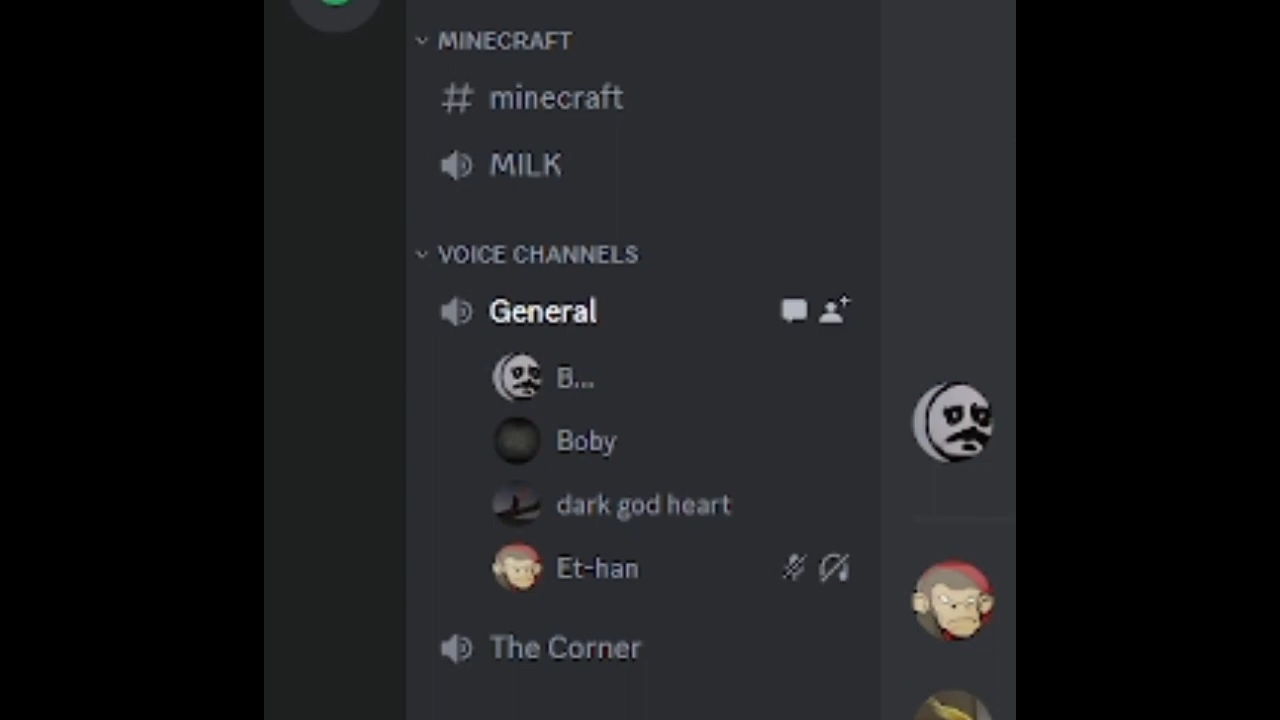 MINECRAFT
# minecraft
MILK
VOICE CHANNELS
General
B...
Boby
dark god heart
Et-han
The Corner